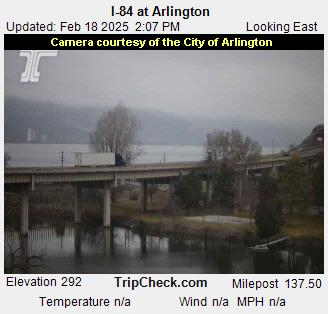 I-84 at Arlington
Updated: Feb 18 2025 2:07 PM Looking East
Camera courtesy of the City of Arlington
Elevation 292 TripCheck.com Milepost 137.50
Temperature n/a Wind n/a MPH n/a